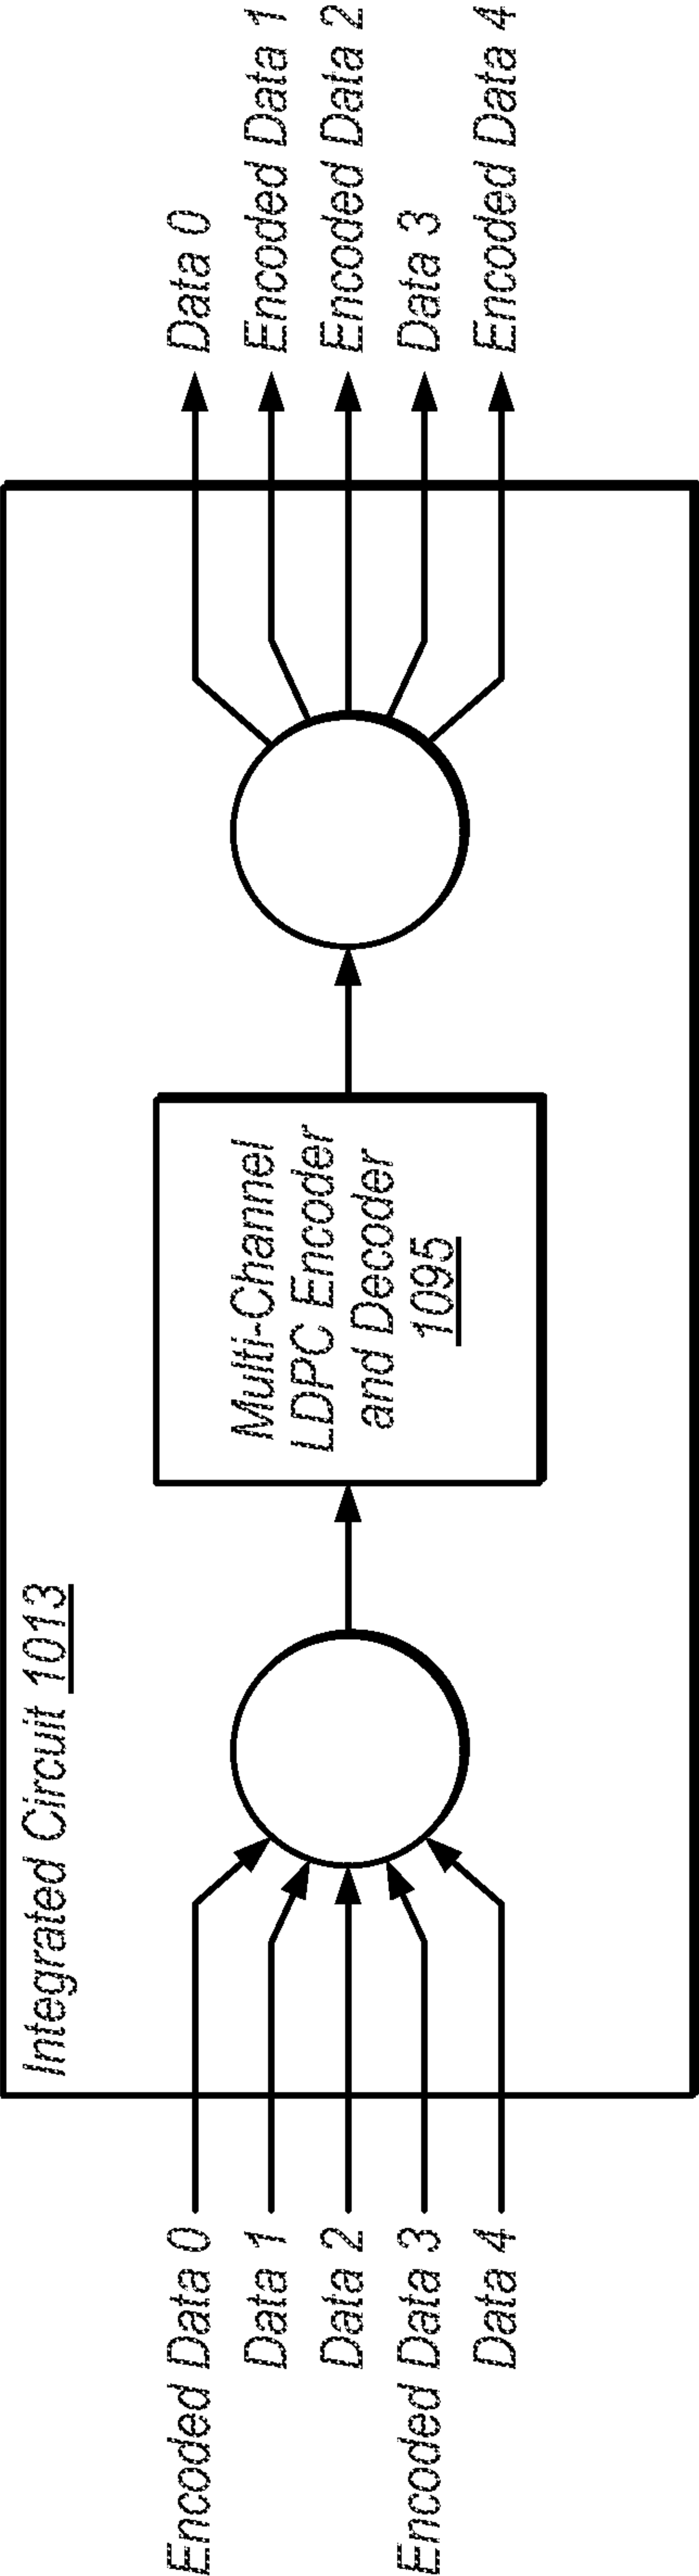 Integrated Circuit 1013
Encoded Data 0
Data 1
Data 2
Encoded Data 3
Data 4
Multi-Channel
LDPC Encoder
and Decoder
1095
Data 0
Encoded Data 1
Encoded Data 2
Data 3
Encoded Data 4